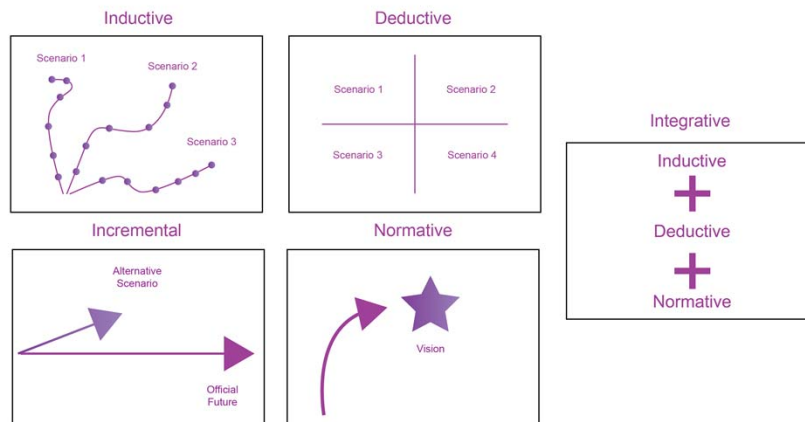 Inductive
Scenario 1
Scenario 2
Scenario 3
Deductive
Scenario 1
Scenario 2
Scenario 3
Scenario 4
Incremental
Alternative
Scenario
Official
Future
Normative
Vision
Integrative
Inductive
+
Deductive
+
Normative